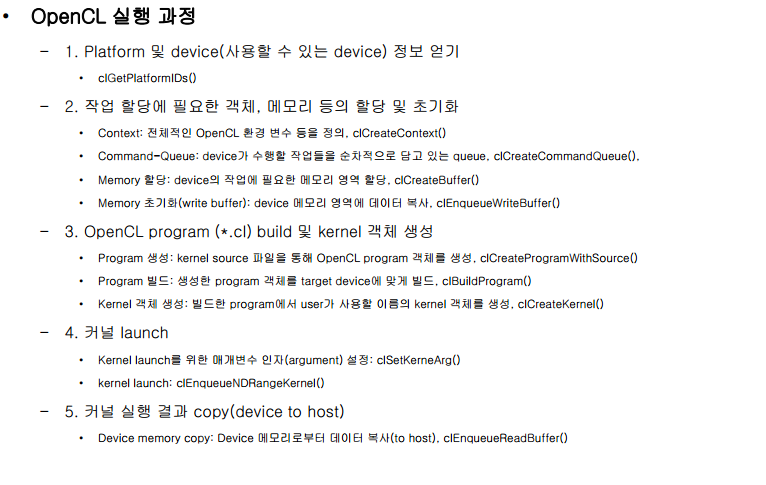 • OpenCL 실행 과정
– 1. Platform 및 device(사용할 수 있는 device) 정보 얻기
• clGetPlatformIDs()
– 2. 작업 할당에 필요한 객체, 메모리 등의 할당 및 초기화
• Context: 전체적인 OpenCL 환경 변수 등을 정의, clCreateContext()
• Command-Queue: device가 수행할 작업들을 순차적으로 담고 있는 queue, clCreateCommandQueue(),
• Memory 할당: device의 작업에 필요한 메모리 영역 할당, clCreateBuffer()
• Memory 초기화(write buffer): device 메모리 영역에 데이터 복사, clEnqueueWriteBuffer()
– 3. OpenCL program (*.cl) build 및 kernel 객체 생성
• Program 생성: kernel source 파일을 통해 OpenCL program 객체를 생성, clCreateProgramWithSource()
• Program 빌드: 생성한 program 객체를 target device에 맞게 빌드, clBuildProgram()
• Kernel 객체 생성: 빌드한 program에서 user가 사용할 이름의 kernel 객체를 생성, clCreateKernel()
– 4. 커널 launch
• Kernel launch를 위한 매개변수 인자(argument) 설정: clSetKerneArg()
• kernel launch: clEnqueueNDRangeKernel()
– 5. 커널 실행 결과 copy(device to host)
• Device memory copy: Device 메모리로부터 데이터 복사(to host), clEnqueueReadBuffer()